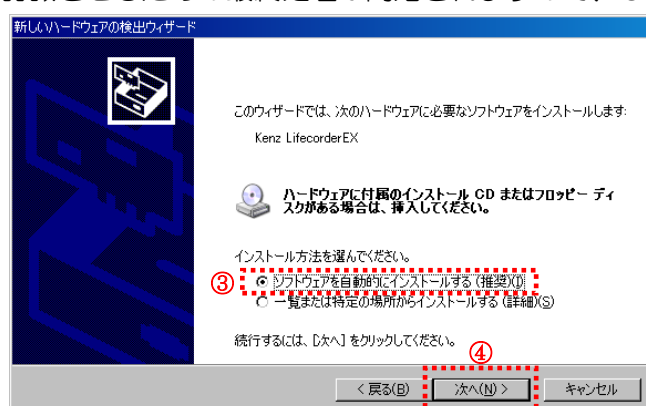 新しいハードウェアの検出ウィザード
このウィザードでは、次のハードウェアに必要なソフトウェアをインストールします:
Kenz LifecorderEX
ハードウェアに付属のインストール CD またはフロッピー ディ
スクがある場合は、挿入してください。
インストール方法を選んでください。
③ ソフトウェアを自動的にインストールする (推奨)(I)
一覧または特定の場所からインストールする (詳細)(S)
続行するには、[次へ] をクリックしてください。
④
< 戻る(B) 次へ(N) > キャンセル